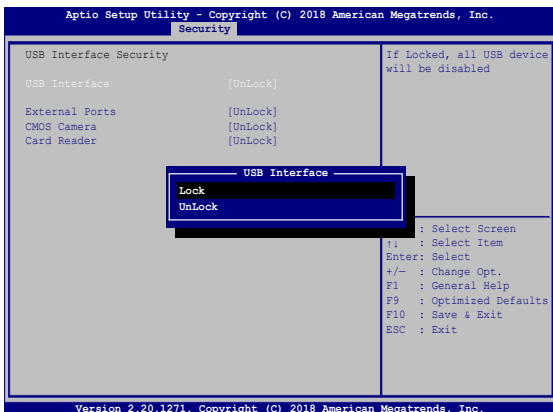 Aptio Setup Utility - Copyright (C) 2018 American Megatrends, Inc.
Security
USB Interface Security
USB Interface [UnLock]
External Ports [UnLock]
CMOS Camera [UnLock]
Card Reader [UnLock]
If Locked, all USB device
will be disabled
USB Interface
Lock
UnLock
: Select Screen
↑↓ : Select Item
Enter: Select
+/— : Change Opt.
F1 : General Help
F9 : Optimized Defaults
F10 : Save & Exit
ESC : Exit
Version 2.20.1271. Copyright (C) 2018 American Megatrends, Inc.